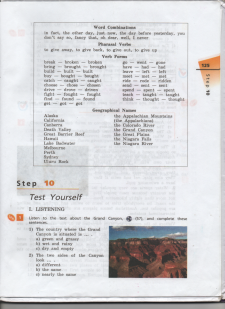 Word Combinations
in fact, the other day, just now, the day before yesterday, you
don't say so, fancy that, oh dear, well, I never
Phrasal Verbs
to give away, to give back, to give out, to give up
Verb Forms
break — broke — broken
bring — brought — brought
build — built — built
buy — bought — bought
catch — caught — caught
choose — chose — chosen
drive — drove — driven
fight — fought — fought
find — found — found
get — got — got
go — went — gone
have — had — had
leave — left — left
meet — met — met
ride — rode — ridden
send — sent — sent
spend — spent — spent
teach — taught — taught
think — thought — thought
Geographical Names
Alaska
California
Canberra
Death Valley
Great Barrier Reef
Hobart
Lake Baikal
Melbourne
Perth
Sydney
Uluru Rock
the Appalachian Mountains
(the Appalachians)
the Colorado River
the Grand Canyon
the Great Plains
the Niagara Falls
the Niagara River
125
Step 10
Step 10
Test Yourself
I. LISTENING
Listen to the text about the Grand Canyon, (57), and complete these
sentences.
1) The country where the Grand
Canyon is situated is ... .
a) green and grassy
b) wet and rainy
c) dry and empty
2) The two sides of the Canyon
look ... .
a) different
b) the same
c) nearly the same